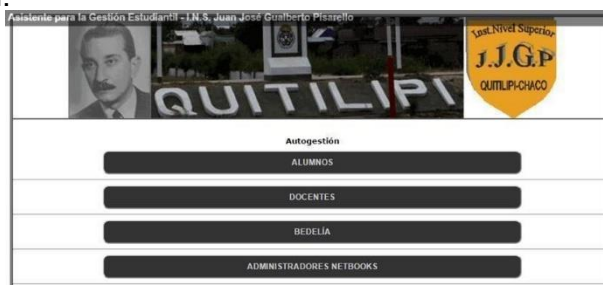 Asistente para la Gestión Estudiantil - I.N.S. Juan José Gualberto Pisarello
Inst.Nivel Superior
J.J.G.P
QUITILIPI-CHACO
QUITILIPI
Autogestión
ALUMNOS
DOCENTES
BEDELÍA
ADMINISTRADORES NETBOOKS